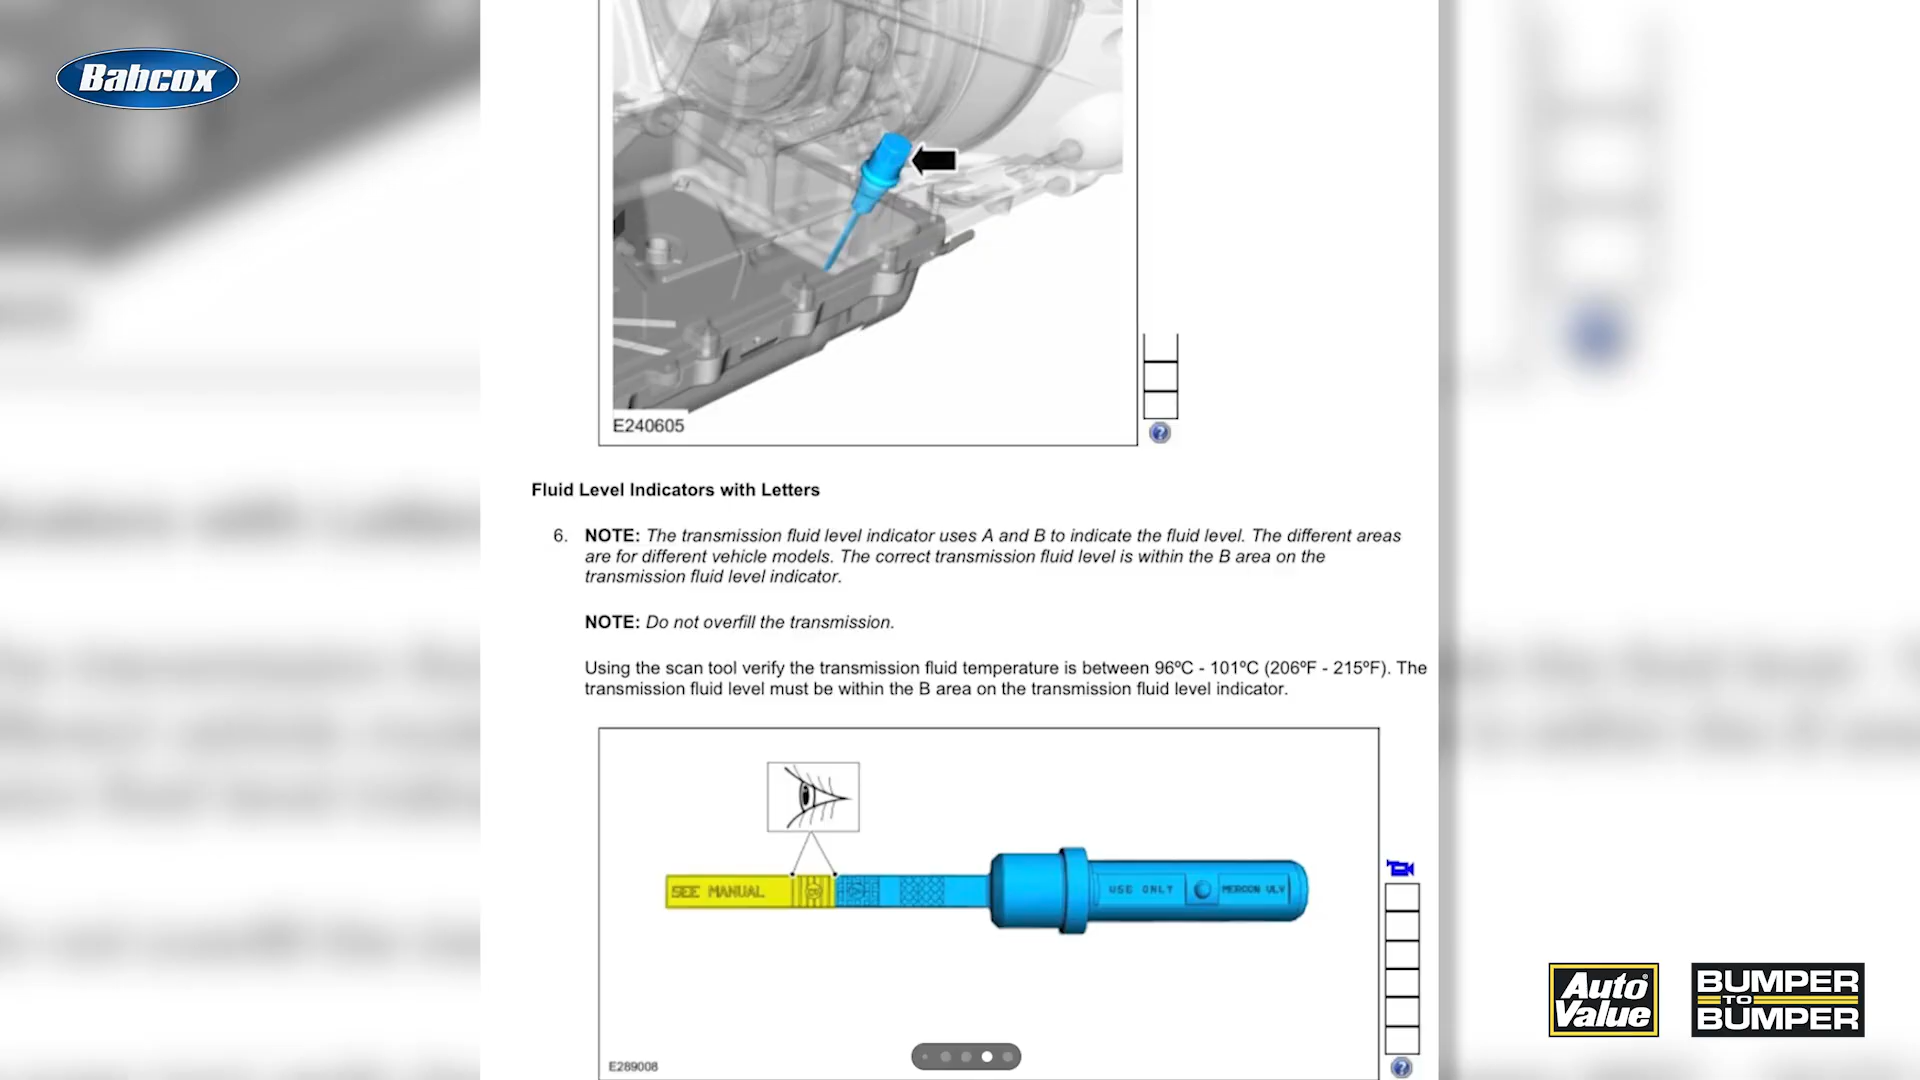 Babcox
E240605
Fluid Level Indicators with Letters
6. NOTE: The transmission fluid level indicator uses A and B to indicate the fluid level. The different areas
are for different vehicle models. The correct transmission fluid level is within the B area on the
transmission fluid level indicator.
NOTE: Do not overfill the transmission.
Using the scan tool verify the transmission fluid temperature is between 96ºC - 101ºC (206ºF - 215ºF). The
transmission fluid level must be within the B area on the transmission fluid level indicator.
SEE MANUAL
USE ONLY
MERCON ULV
E289008
Auto
Value
BUMPER
TO
BUMPER